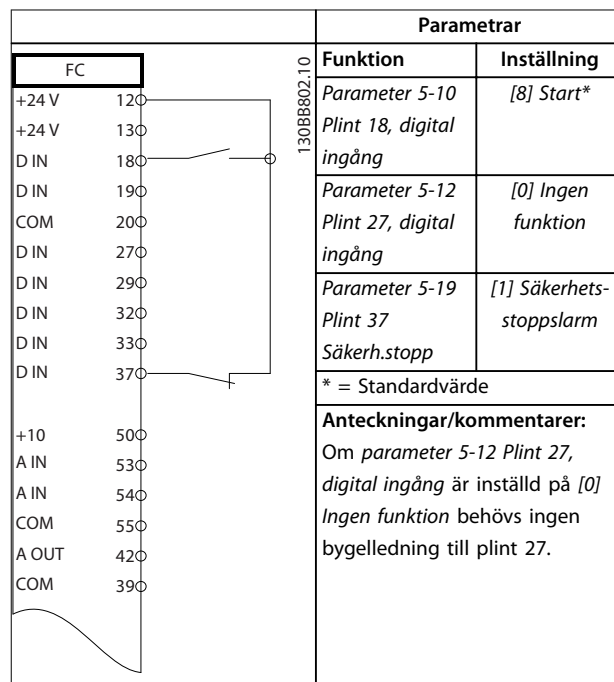 FC
+24 V 12
+24 V 13
D IN 18
D IN 19
COM 20
D IN 27
D IN 29
D IN 32
D IN 33
D IN 37
+10 50
A IN 53
A IN 54
COM 55
A OUT 42
COM 39
130BB802.10
Parametrar
Funktion Inställning
Parameter 5-10 [8] Start*
Plint 18, digital
ingång
Parameter 5-12 [0] Ingen
Plint 27, digital funktion
ingång
Parameter 5-19 [1] Säkerhets-
Plint 37 stoppslarm
Säkerh.stopp
* = Standardvärde
Anteckningar/kommentarer:
Om parameter 5-12 Plint 27,
digital ingång är inställd på [0]
Ingen funktion behövs ingen
bygelledning till plint 27.